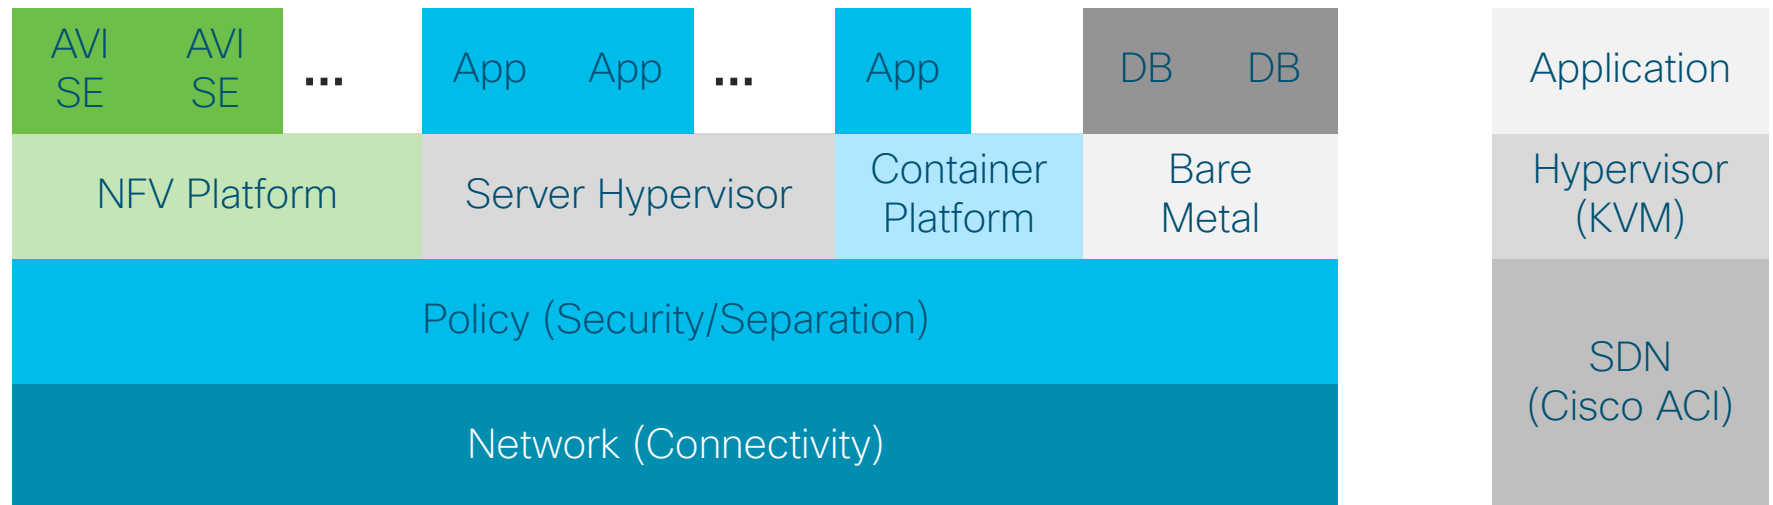 AVI SE
AVI SE
...
App
App
...
App
DB
DB
Application
NFV Platform
Server Hypervisor
Container
Platform
Bare
Metal
Hypervisor
(KVM)
Policy (Security/Separation)
SDN
(Cisco ACI)
Network (Connectivity)